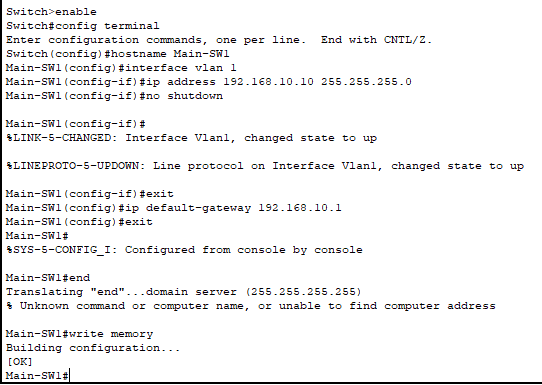 Switch>enable
Switch#config terminal
Enter configuration commands, one per line.  End with CNTL/Z.
Switch(config)#hostname Main-SW1
Main-SW1(config)#interface vlan 1
Main-SW1(config-if)#ip address 192.168.10.10 255.255.255.0
Main-SW1(config-if)#no shutdown
Main-SW1(config-if)#
%LINK-5-CHANGED: Interface Vlan1, changed state to up
%LINEPROTO-5-UPDOWN: Line protocol on Interface Vlan1, changed state to up
Main-SW1(config-if)#exit
Main-SW1(config)#ip default-gateway 192.168.10.1
Main-SW1(config)#exit
Main-SW1#
%SYS-5-CONFIG_I: Configured from console by console
Main-SW1#end
Translating "end"...domain server (255.255.255.255)
% Unknown command or computer name, or unable to find computer address
Main-SW1#write memory
Building configuration...
[OK]
Main-SW1#